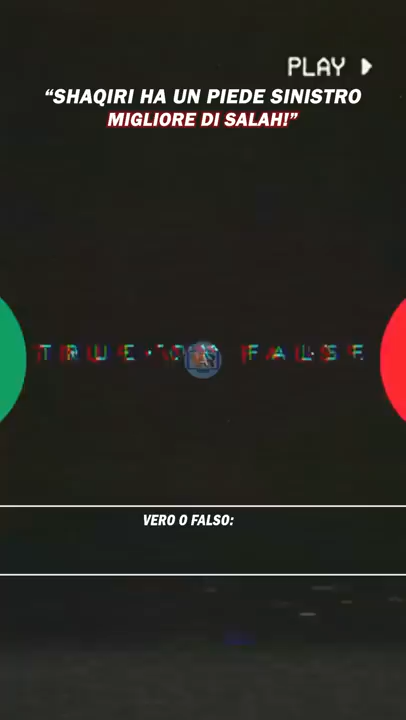 PLAY
“SHAQIRI HA UN PIEDE SINISTRO
MIGLIORE DI SALAH!”
TRUE OR FALSE
VERO O FALSO: